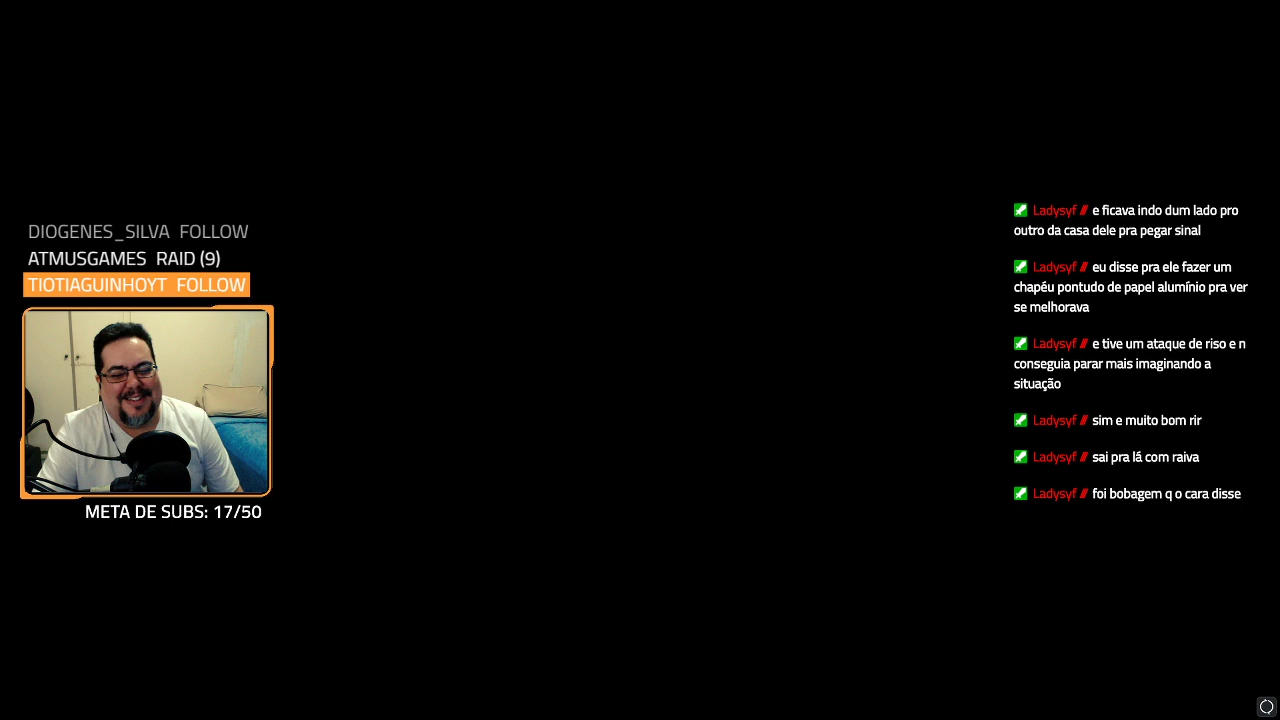 DIOGENES_SILVA FOLLOW
ATMUSGAMES RAID (9)
TIOTIAGUINHOYT FOLLOW
META DE SUBS: 17/50
Ladysyf // e ficava indo dum lado pro
outro da casa dele pra pegar sinal
Ladysyf // eu disse pra ele fazer um
chapéu pontudo de papel alumínio pra ver
se melhorava
Ladysyf // e tive um ataque de riso e n
conseguia parar mais imaginando a
situação
Ladysyf // sim e muito bom rir
Ladysyf // sai pra lá com raiva
Ladysyf // foi bobagem q o cara disse